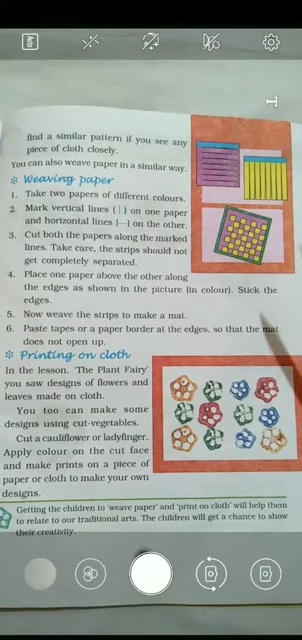 find a similar pattern if you see any
piece of cloth closely.
You can also weave paper in a similar way.
❉ Weaving paper
1. Take two papers of different colours.
2. Mark vertical lines (|) on one paper
and horizontal lines (—) on the other.
3. Cut both the papers along the marked
lines. Take care, the strips should not
get completely separated.
4. Place one paper above the other along
the edges as shown in the picture (in colour). Stick the
edges.
5. Now weave the strips to make a mat.
6. Paste tapes or a paper border at the edges, so that the mat
does not open up.
❉ Printing on cloth
In the lesson, 'The Plant Fairy'
you saw designs of flowers and
leaves made on cloth.
You too can make some
designs using cut-vegetables.
Cut a cauliflower or ladyfinger.
Apply colour on the cut face
and make prints on a piece of
paper or cloth to make your own
designs.
Getting the children to 'weave paper' and 'print on cloth' will help them
to relate to our traditional arts. The children will get a chance to show
their creativity.